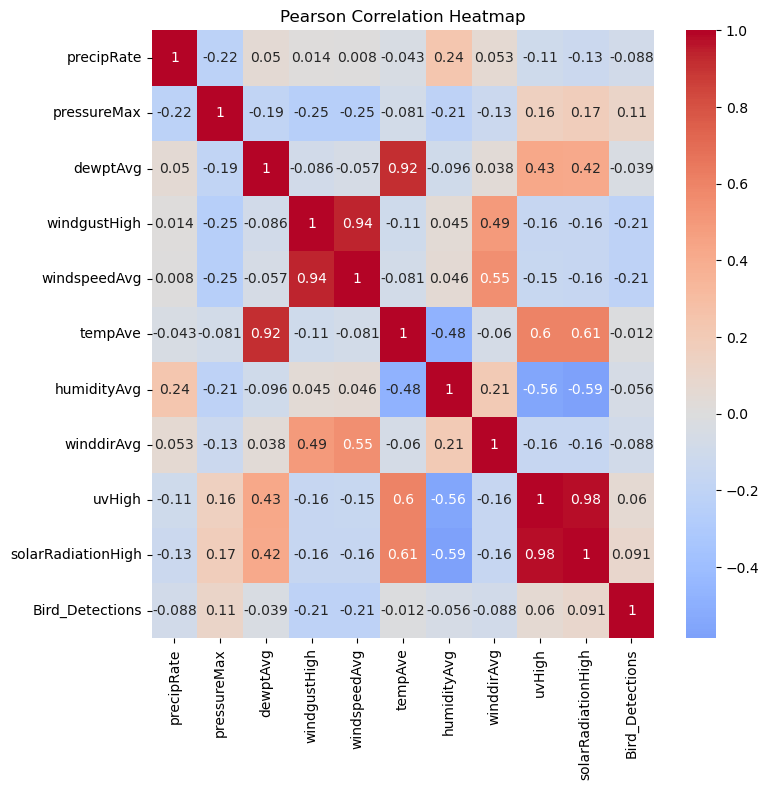 Pearson Correlation Heatmap
precipRate 1 -0.22 0.05 0.014 0.008 -0.043 0.24 0.053 -0.11 -0.13 -0.088
pressureMax -0.22 1 -0.19 -0.25 -0.25 -0.081 -0.21 -0.13 0.16 0.17 0.11
dewptAvg 0.05 -0.19 1 -0.086 -0.057 0.92 -0.096 0.038 0.43 0.42 -0.039
windgustHigh 0.014 -0.25 -0.086 1 0.94 -0.11 0.045 0.49 -0.16 -0.16 -0.21
windspeedAvg 0.008 -0.25 -0.057 0.94 1 -0.081 0.046 0.55 -0.15 -0.16 -0.21
tempAve -0.043 -0.081 0.92 -0.11 -0.081 1 -0.48 -0.06 0.6 0.61 -0.012
humidityAvg 0.24 -0.21 -0.096 0.045 0.046 -0.48 1 0.21 -0.56 -0.59 -0.056
winddirAvg 0.053 -0.13 0.038 0.49 0.55 -0.06 0.21 1 -0.16 -0.16 -0.088
uvHigh -0.11 0.16 0.43 -0.16 -0.15 0.6 -0.56 -0.16 1 0.98 0.06
solarRadiationHigh -0.13 0.17 0.42 -0.16 -0.16 0.61 -0.59 -0.16 0.98 1 0.091
Bird_Detections -0.088 0.11 -0.039 -0.21 -0.21 -0.012 -0.056 -0.088 0.06 0.091 1
precipRate
pressureMax
dewptAvg
windgustHigh
windspeedAvg
tempAve
humidityAvg
winddirAvg
uvHigh
solarRadiationHigh
Bird_Detections
1.0
0.8
0.6
0.4
0.2
0.0
−0.2
−0.4